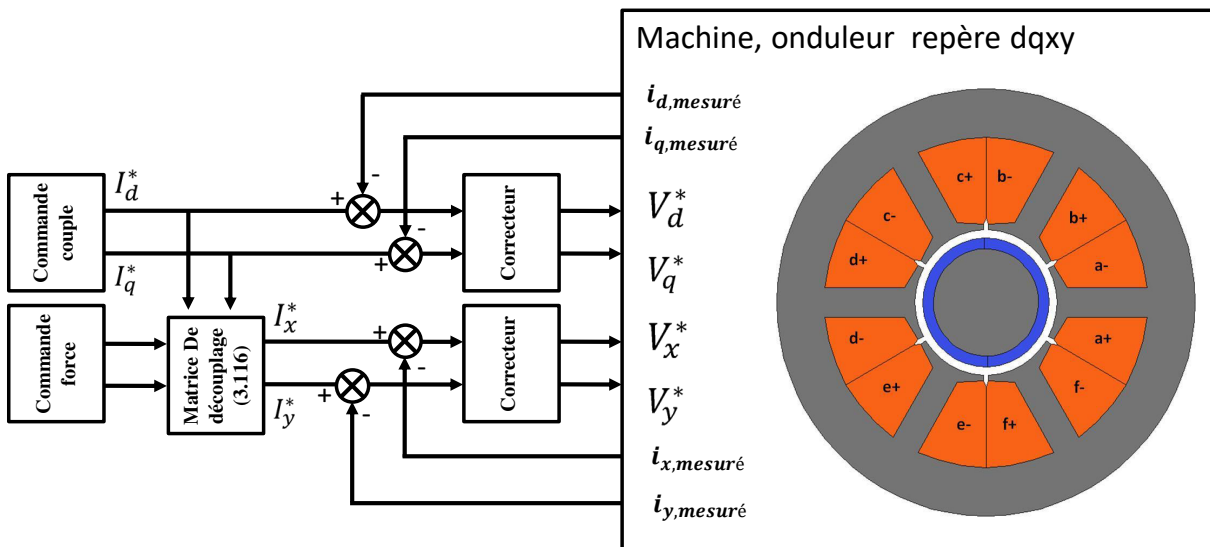 Machine, onduleur repère dqxy
i_{d,mesuré}
i_{q,mesuré}
Commande
couple
I_d^*
I_q^*
+
-
+
-
Correcteur
V_d^*
V_q^*
Commande
force
Matrice De
découplage
(3.116)
I_x^*
I_y^*
+
-
+
-
Correcteur
V_x^*
V_y^*
i_{x,mesuré}
i_{y,mesuré}
c+ b-
c- b+
d+ a-
d- a+
e+ f-
e- f+